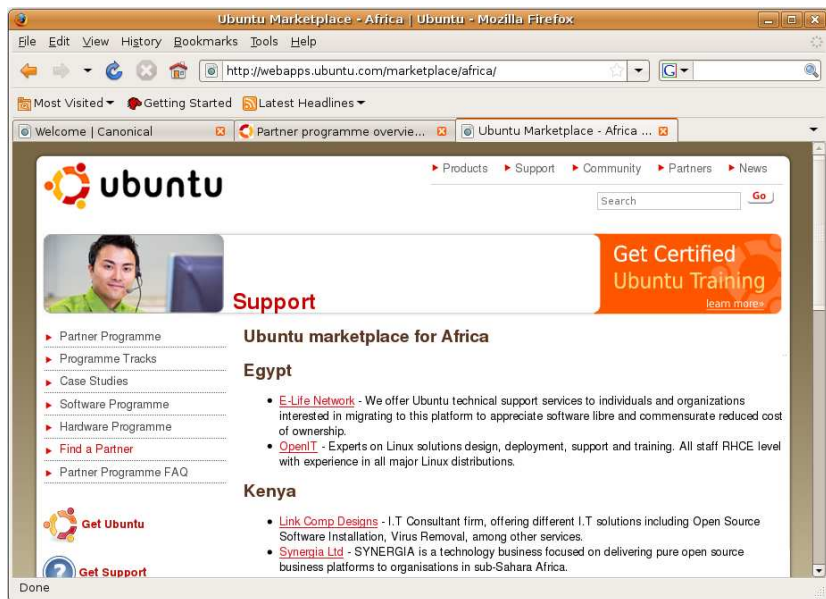 Ubuntu Marketplace - Africa | Ubuntu - Mozilla Firefox
File Edit View History Bookmarks Tools Help
http://webapps.ubuntu.com/marketplace/africa/
G
Most Visited Getting Started Latest Headlines
Welcome | Canonical Partner programme overvie... Ubuntu Marketplace - Africa ...
ubuntu
Products Support Community Partners News
Search Go
Support
Get Certified
Ubuntu Training
learn more»
Partner Programme
Programme Tracks
Case Studies
Software Programme
Hardware Programme
Find a Partner
Partner Programme FAQ
Get Ubuntu
Get Support
Ubuntu marketplace for Africa
Egypt
• E-Life Network - We offer Ubuntu technical support services to individuals and organizations
interested in migrating to this platform to appreciate software libre and commensurate reduced cost
of ownership.
• OpenIT - Experts on Linux solutions design, deployment, support and training. All staff RHCE level
with experience in all major Linux distributions.
Kenya
• Link Comp Designs - I.T Consultant firm, offering different I.T solutions including Open Source
Software Installation, Virus Removal, among other services.
• Synergia Ltd - SYNERGIA is a technology business focused on delivering pure open source
business platforms to organisations in sub-Sahara Africa.
Done